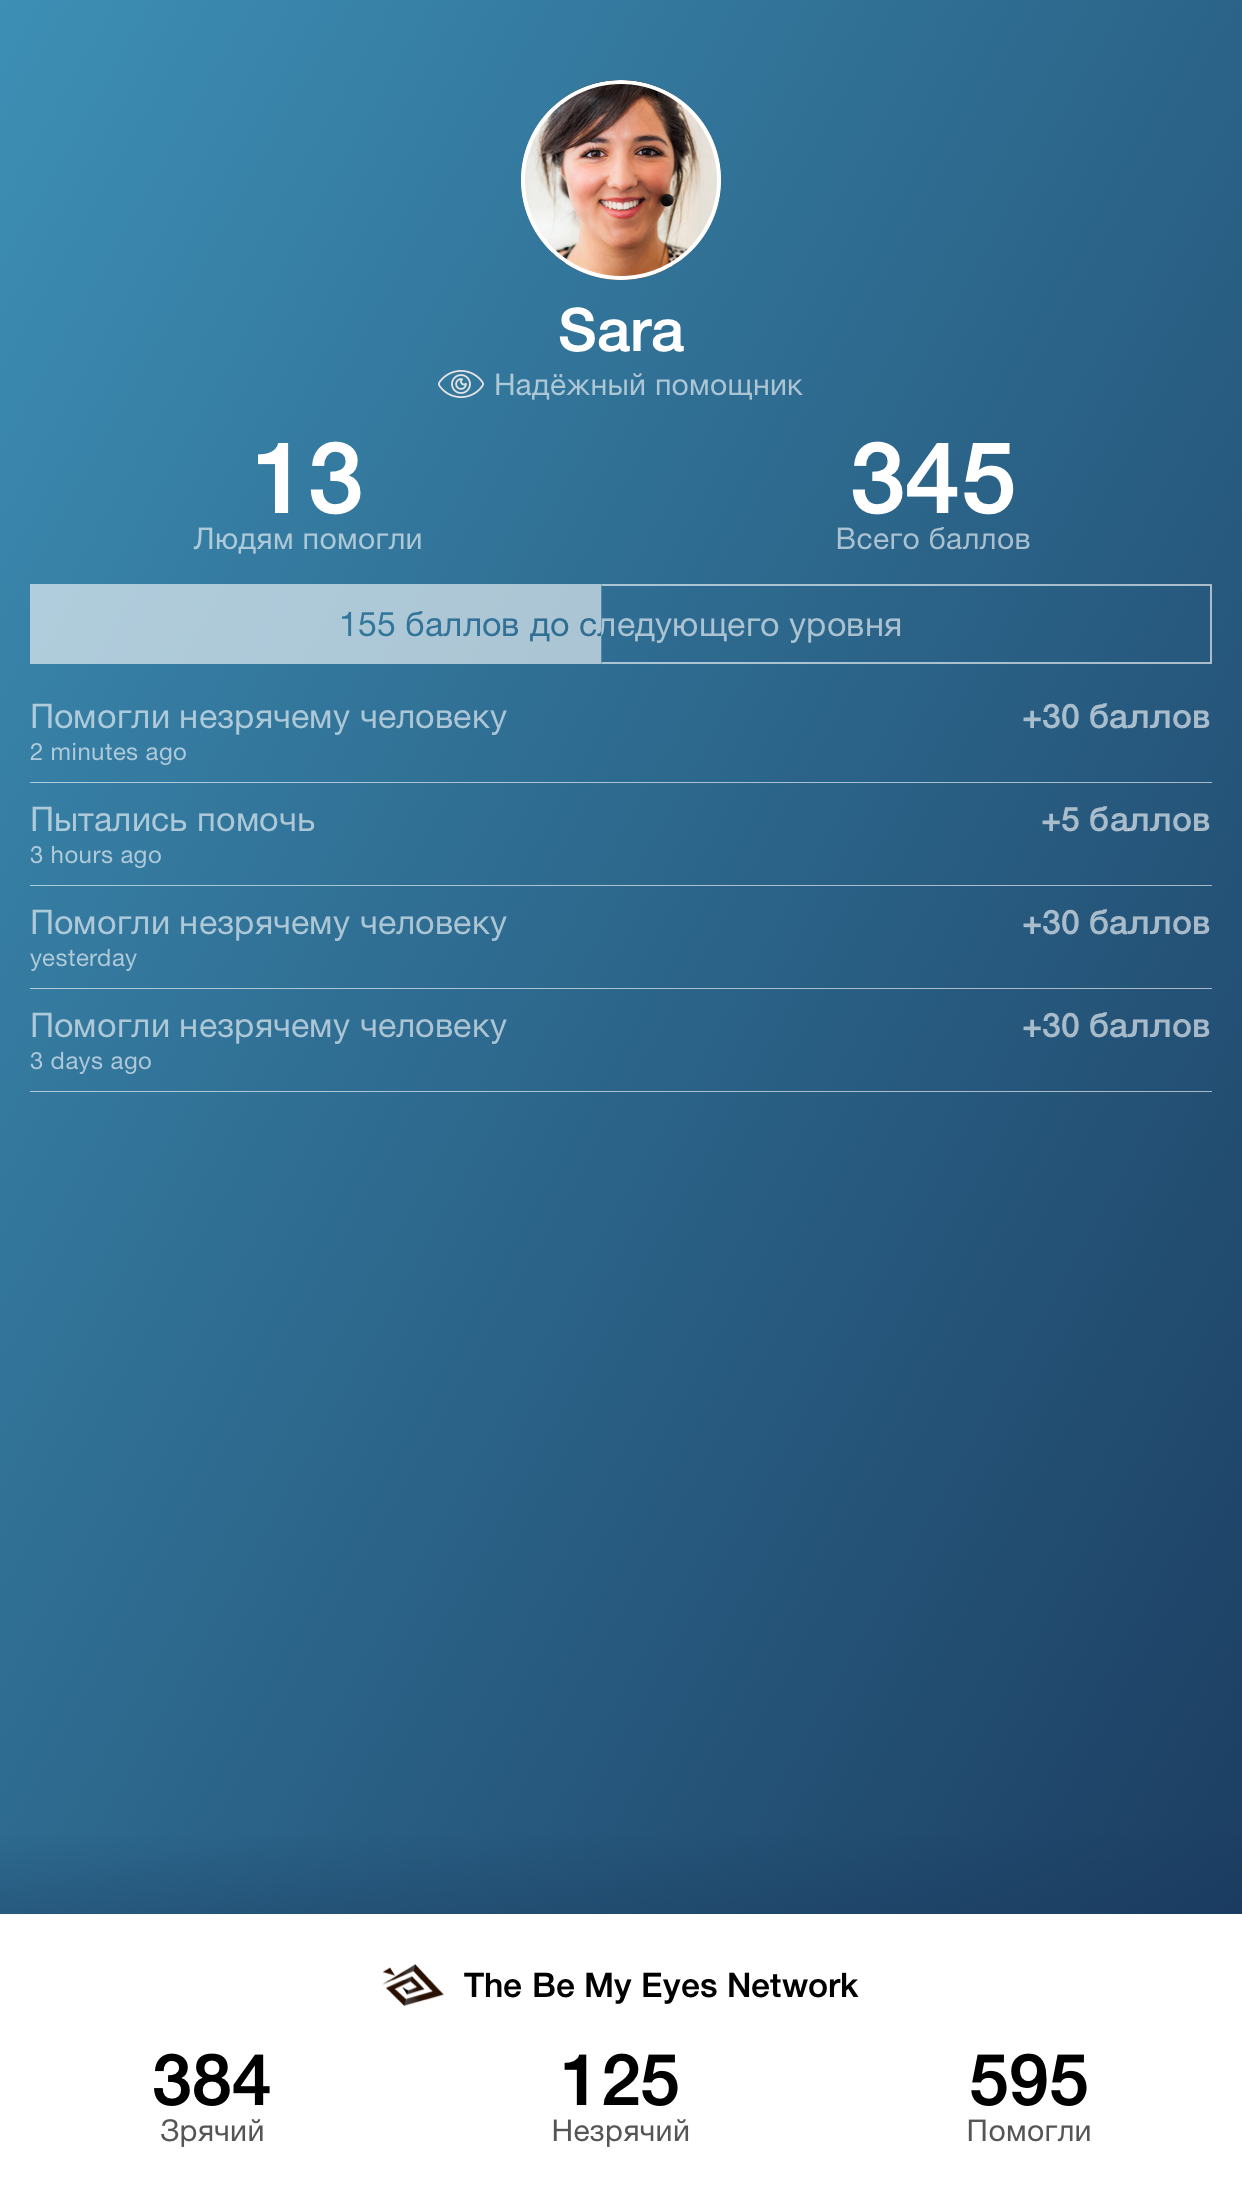 Sara
Надёжный помощник
13
Людям помогли
345
Всего баллов
155 баллов до следующего уровня
Помогли незрячему человеку
+30 баллов
2 minutes ago
Пытались помочь
+5 баллов
3 hours ago
Помогли незрячему человеку
+30 баллов
yesterday
Помогли незрячему человеку
+30 баллов
3 days ago
The Be My Eyes Network
384
Зрячий
125
Незрячий
595
Помогли